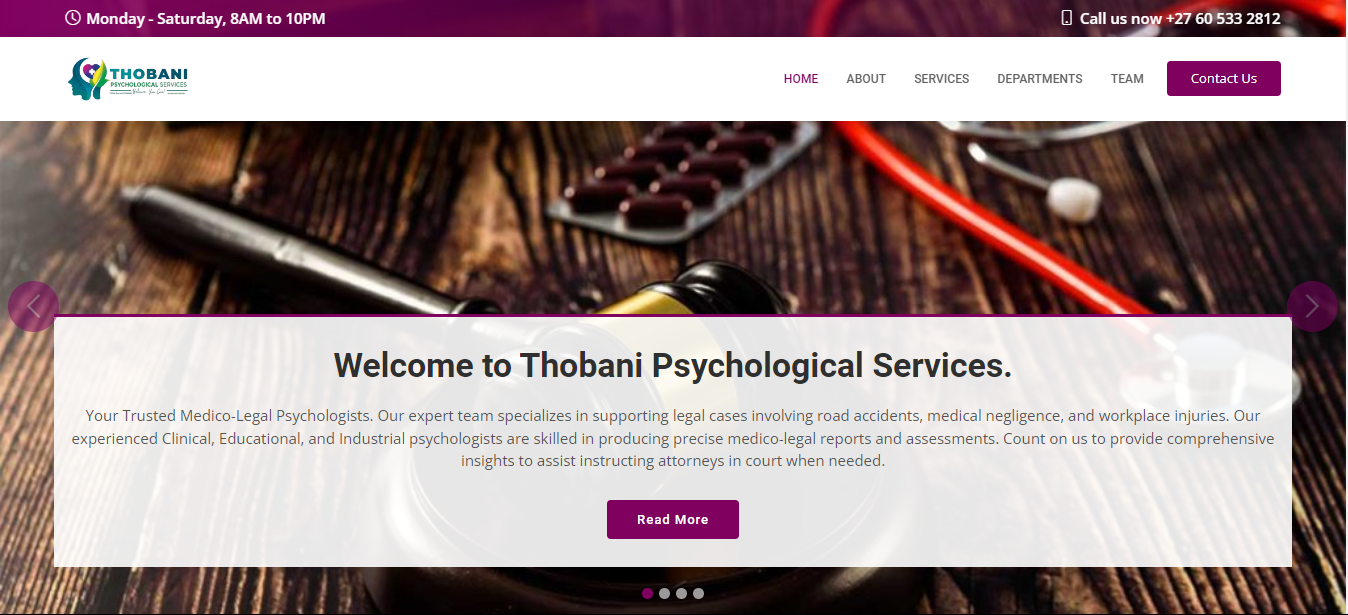 Monday - Saturday, 8AM to 10PM
Call us now +27 60 533 2812
THOBANI
PSYCHOLOGICAL SERVICES
HOME
ABOUT
SERVICES
DEPARTMENTS
TEAM
Contact Us
Welcome to Thobani Psychological Services.
Your Trusted Medico-Legal Psychologists. Our expert team specializes in supporting legal cases involving road accidents, medical negligence, and workplace injuries. Our
experienced Clinical, Educational, and Industrial psychologists are skilled in producing precise medico-legal reports and assessments. Count on us to provide comprehensive
insights to assist instructing attorneys in court when needed.
Read More